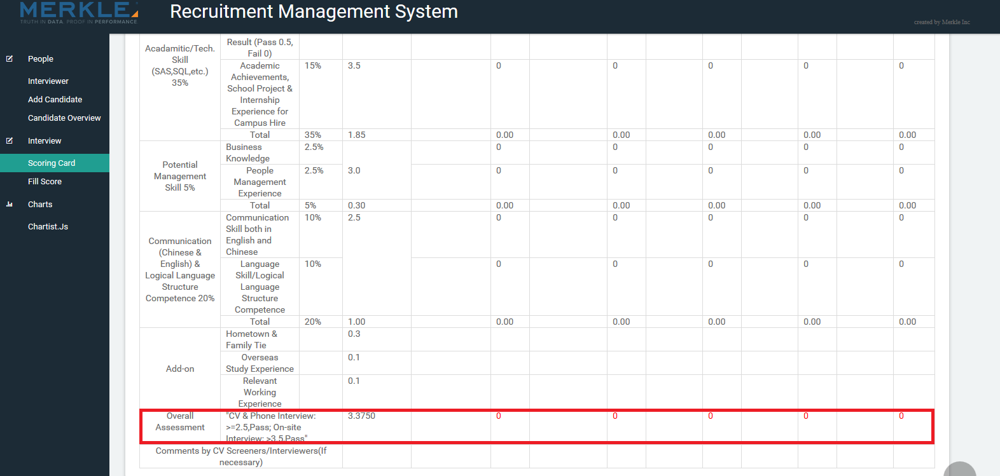 MERKLE
TRUTH IN DATA. PROOF IN PERFORMANCE.
Recruitment Management System
created by Merkle Inc
People
Interviewer
Add Candidate
Candidate Overview
Interview
Scoring Card
Fill Score
Charts
Chartist.Js
Acadamitic/Tech.
Skill
(SAS,SQL,etc.)
35%
Result (Pass 0.5,
Fail 0)
Academic 15% 3.5 0 0 0 0 0
Achievements,
School Project &
Internship
Experience for
Campus Hire
Total 35% 1.85 0.00 0.00 0.00 0.00 0.00
Potential
Management
Skill 5%
Business 2.5% 0 0 0 0 0
Knowledge
People 2.5% 3.0 0 0 0 0 0
Management
Experience
Total 5% 0.30 0.00 0.00 0.00 0.00 0.00
Communication
(Chinese &
English) &
Logical Language
Structure
Competence 20%
Communication 10% 2.5 0 0 0 0 0
Skill both in
English and
Chinese
Language 10% 0 0 0 0 0
Skill/Logical
Language
Structure
Competence
Total 20% 1.00 0.00 0.00 0.00 0.00 0.00
Add-on
Hometown & 0.3
Family Tie
Overseas 0.1
Study Experience
Relevant 0.1
Working
Experience
Overall
Assessment
"CV & Phone Interview: 3.3750 0 0 0 0 0
>=2.5,Pass; On-site
Interview: >3.5,Pass"
Comments by CV Screeners/Interviewers(If
necessary)